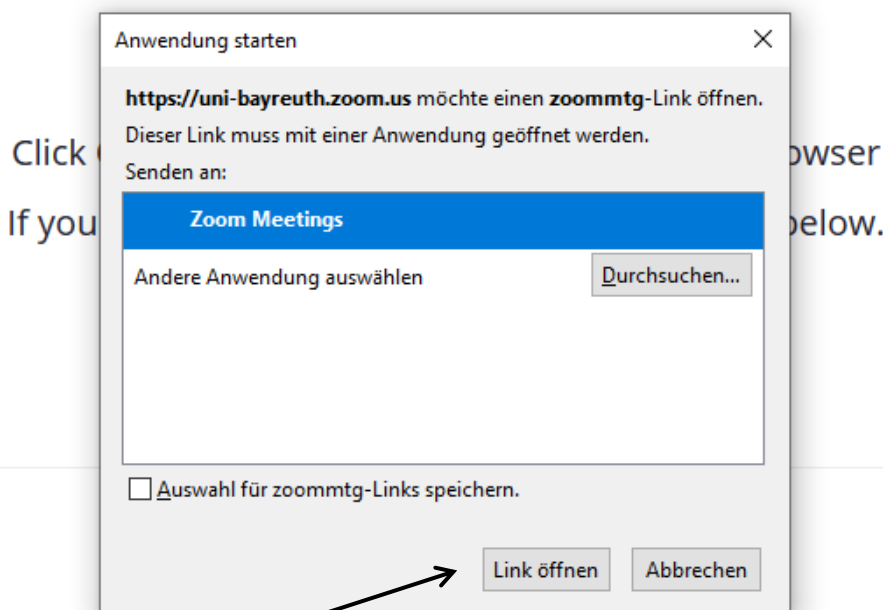 Anwendung starten
https://uni-bayreuth.zoom.us möchte einen zoommtg-Link öffnen.
Dieser Link muss mit einer Anwendung geöffnet werden.
Click
Senden an:
If you
Zoom Meetings
below.
Andere Anwendung auswählen
Durchsuchen...
Auswahl für zoommtg-Links speichern.
Link öffnen
Abbrechen